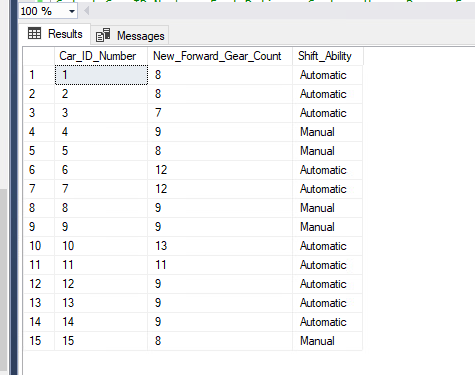 100 %
Results Messages
Car_ID_Number New_Forward_Gear_Count Shift_Ability
1 1 8 Automatic
2 2 8 Automatic
3 3 7 Automatic
4 4 9 Manual
5 5 8 Manual
6 6 12 Automatic
7 7 12 Automatic
8 8 9 Manual
9 9 9 Manual
10 10 13 Automatic
11 11 11 Automatic
12 12 9 Automatic
13 13 9 Automatic
14 14 9 Automatic
15 15 8 Manual